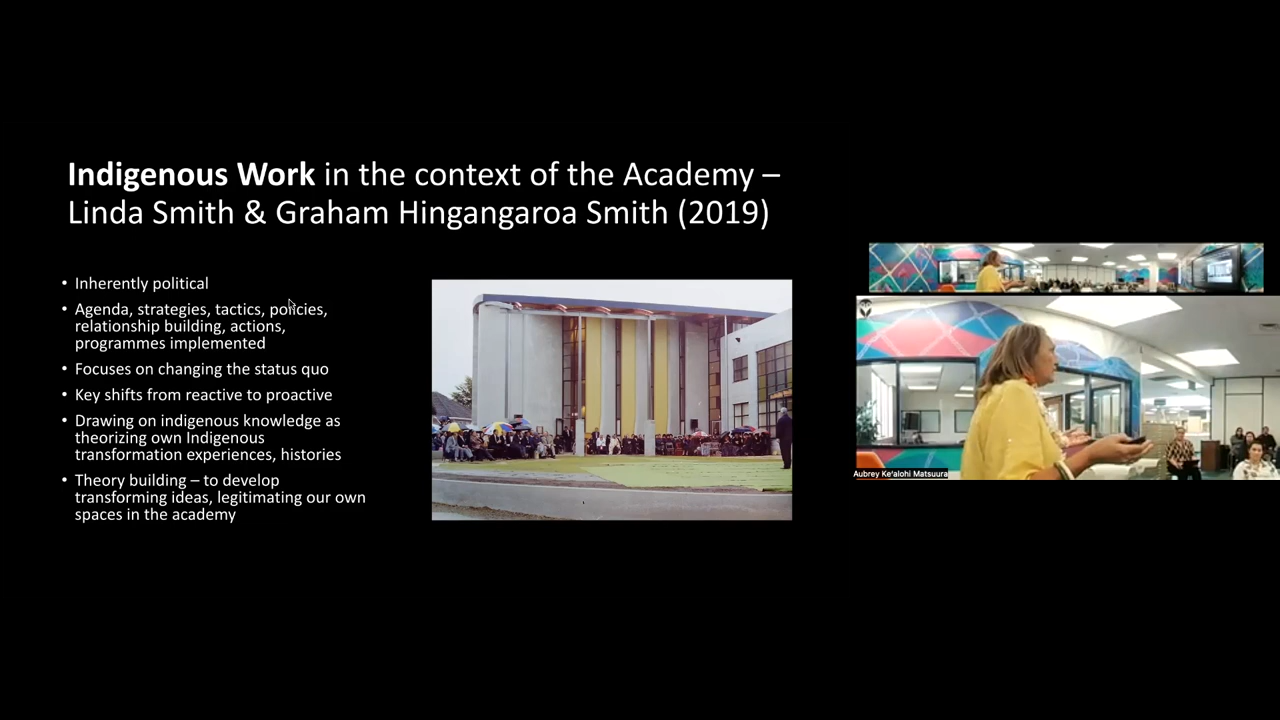 Indigenous Work in the context of the Academy –
Linda Smith & Graham Hingangaroa Smith (2019)
• Inherently political
• Agenda, strategies, tactics, policies,
relationship building, actions,
programmes implemented
• Focuses on changing the status quo
• Key shifts from reactive to proactive
• Drawing on indigenous knowledge as
theorizing own Indigenous
transformation experiences, histories
• Theory building – to develop
transforming ideas, legitimating our own
spaces in the academy
Aubrey Keʻalohi Matsuura